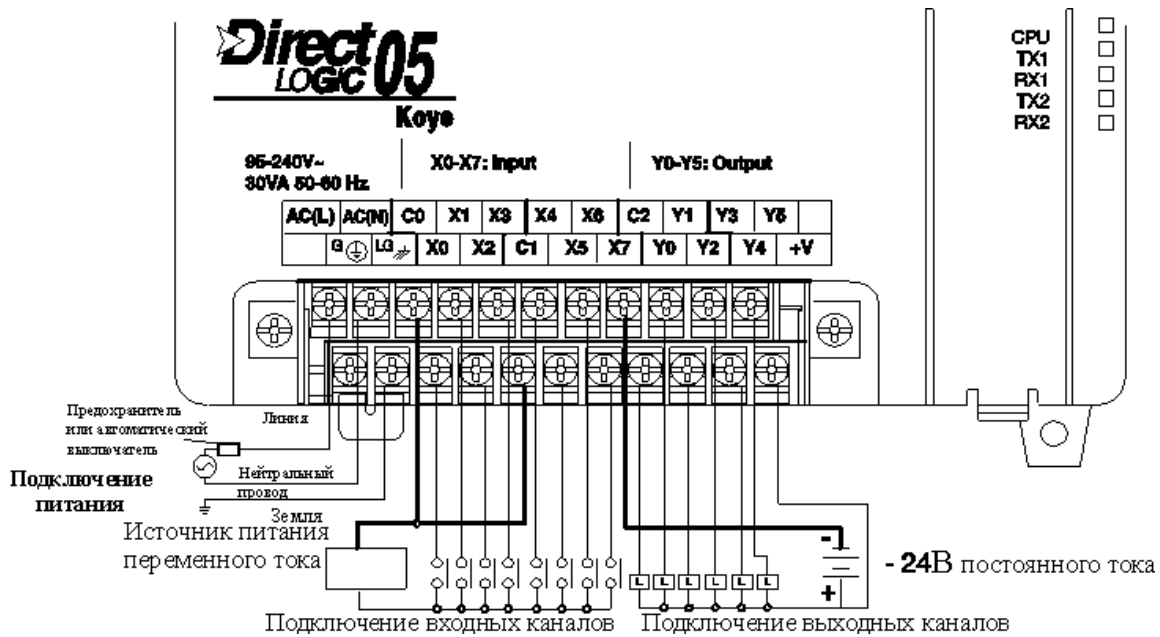 Direct
LOGIC 05
Koyo
CPU
TX1
RX1
TX2
RX2
95-240V~
30VA 50-60 Hz
X0-X7: Input
Y0-Y5: Output
AC(L) AC(N) C0 X1 X3 X4 X6 C2 Y1 Y3 Y5
G LG X0 X2 C1 X5 X7 Y0 Y2 Y4 +V
Предохранитель
или автоматический
выключатель
Линия
Подключение
питания
Нейтральный
провод
Земля
Источник питания
переменного тока
L L L L L L
-
+
- 24В постоянного тока
Подключение входных каналов
Подключение выходных каналов